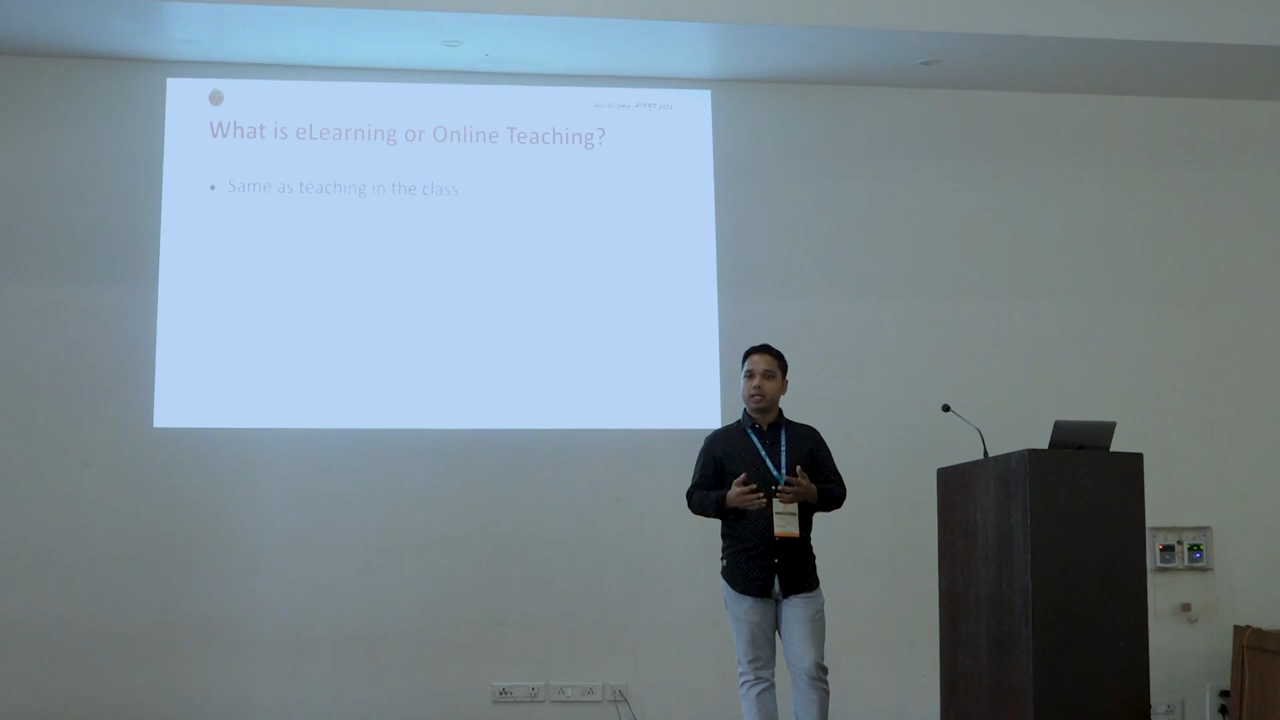 What is eLearning or Online Teaching?
• Same as teaching in the class